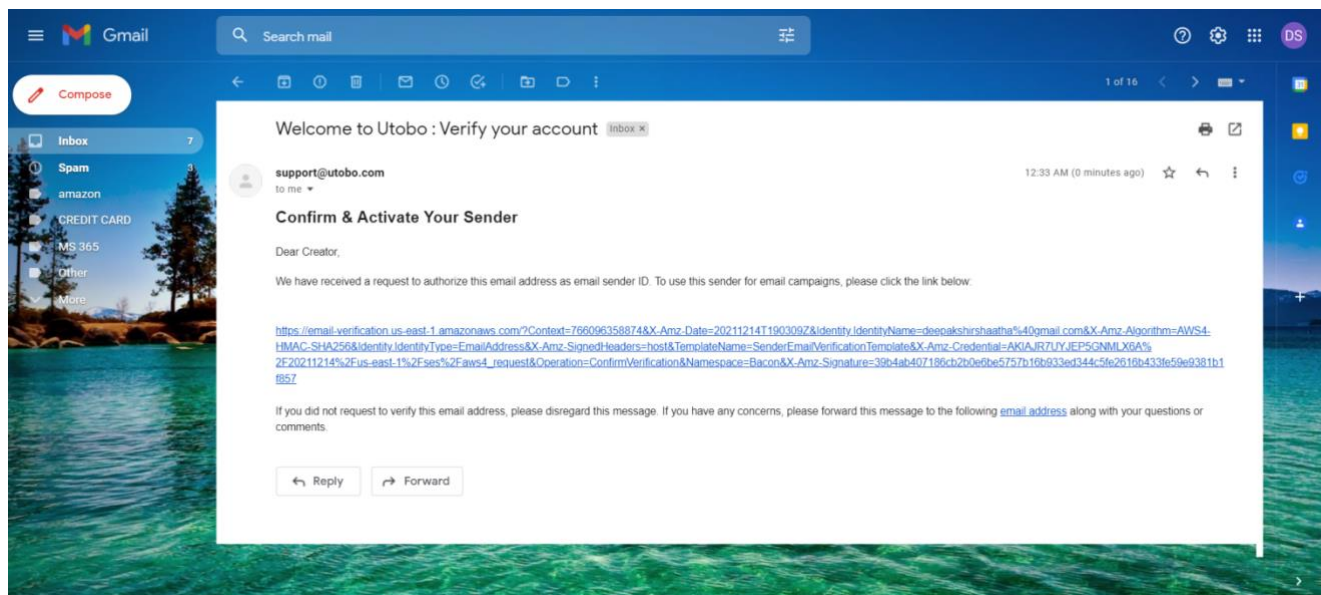 Gmail
Search mail
DS
Compose
1 of 16
Inbox 7
Spam 3
amazon
CREDIT CARD
MS 365
Other
More
Welcome to Utobo : Verify your account Inbox ×
support@utobo.com
12:33 AM (0 minutes ago)
to me
Confirm & Activate Your Sender
Dear Creator,
We have received a request to authorize this email address as email sender ID. To use this sender for email campaigns, please click the link below:
https://email-verification.us-east-1.amazonaws.com/?Context=766096358874&X-Amz-Date=20211214T190309Z&Identity.IdentityName=deepakshirshaatha%40gmail.com&X-Amz-Algorithm=AWS4-
HMAC-SHA256&Identity.IdentityType=EmailAddress&X-Amz-SignedHeaders=host&TemplateName=SenderEmailVerificationTemplate&X-Amz-Credential=AKIAJR7UYJEP5GNMLX6A%
2F20211214%2Fus-east-1%2Fses%2Faws4_request&Operation=ConfirmVerification&Namespace=Bacon&X-Amz-Signature=39b4ab407186cb2b0e6be5757b16b933ed344c5fe2616b433fe59e9381b1
f857
If you did not request to verify this email address, please disregard this message. If you have any concerns, please forward this message to the following email address along with your questions or
comments.
Reply
Forward